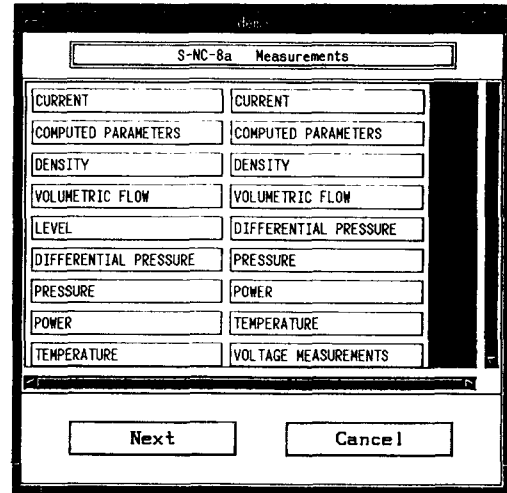 demo
S-NC-8a Measurements
CURRENT CURRENT
COMPUTED PARAMETERS COMPUTED PARAMETERS
DENSITY DENSITY
VOLUMETRIC FLOW VOLUMETRIC FLOW
LEVEL DIFFERENTIAL PRESSURE
DIFFERENTIAL PRESSURE PRESSURE
PRESSURE POWER
POWER TEMPERATURE
TEMPERATURE VOLTAGE MEASUREMENTS
Next Cancel